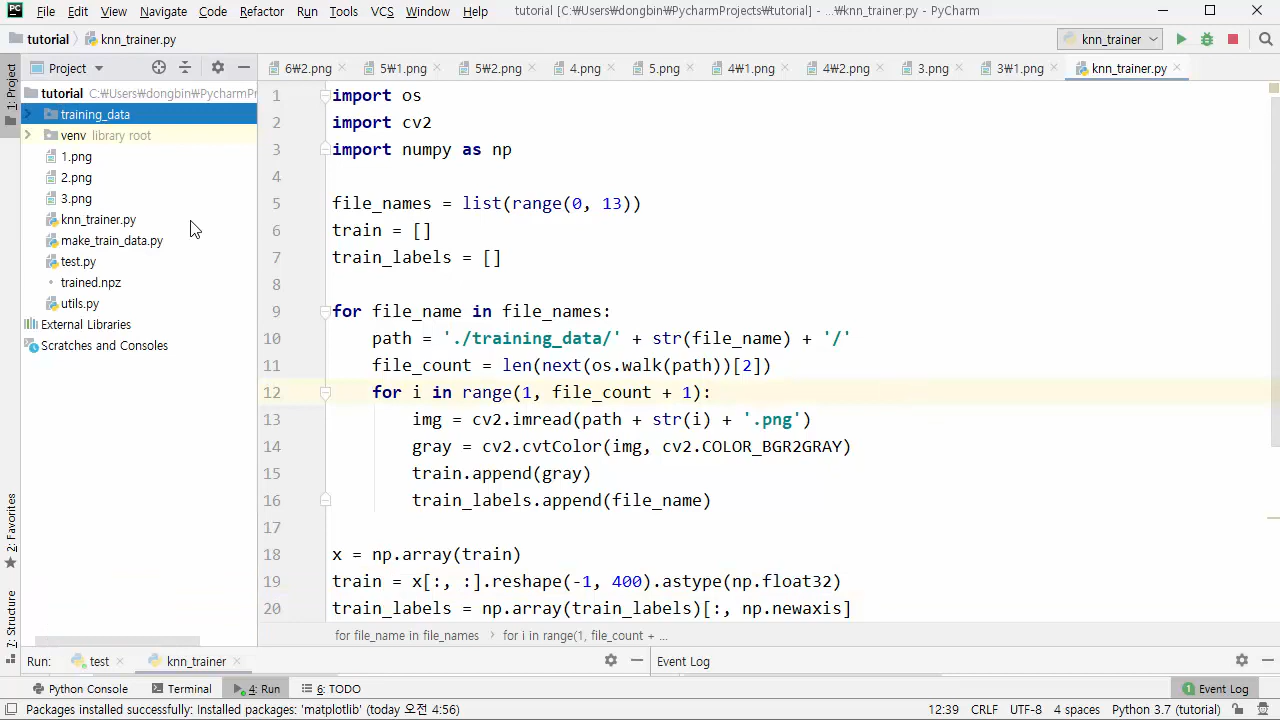 File Edit View Navigate Code Refactor Run Tools VCS Window Help tutorial [C:₩Users₩dongbin₩PycharmProjects₩tutorial] - ...₩knn_trainer.py - PyCharm
tutorial knn_trainer.py knn_trainer
1: Project
Project 6₩2.png 5₩1.png 5₩2.png 4.png 5.png 4₩1.png 4₩2.png 3.png 3₩1.png knn_trainer.py
tutorial C:₩Users₩dongbin₩PycharmPr
training_data
venv library root
1.png
2.png
3.png
knn_trainer.py
make_train_data.py
test.py
trained.npz
utils.py
External Libraries
Scratches and Consoles
1 import os
2 import cv2
3 import numpy as np
4
5 file_names = list(range(0, 13))
6 train = []
7 train_labels = []
8
9 for file_name in file_names:
10 path = './training_data/' + str(file_name) + '/'
11 file_count = len(next(os.walk(path))[2])
12 for i in range(1, file_count + 1):
13 img = cv2.imread(path + str(i) + '.png')
14 gray = cv2.cvtColor(img, cv2.COLOR_BGR2GRAY)
15 train.append(gray)
16 train_labels.append(file_name)
17
18 x = np.array(train)
19 train = x[:, :].reshape(-1, 400).astype(np.float32)
20 train_labels = np.array(train_labels)[:, np.newaxis]
for file_name in file_names for i in range(1, file_count + ...
2: Favorites
Z: Structure
Run: test knn_trainer Event Log
Python Console Terminal 4: Run 6: TODO 1 Event Log
Packages installed successfully: Installed packages: 'matplotlib' (today 오전 4:56) 12:39 CRLF UTF-8 4 spaces Python 3.7 (tutorial)